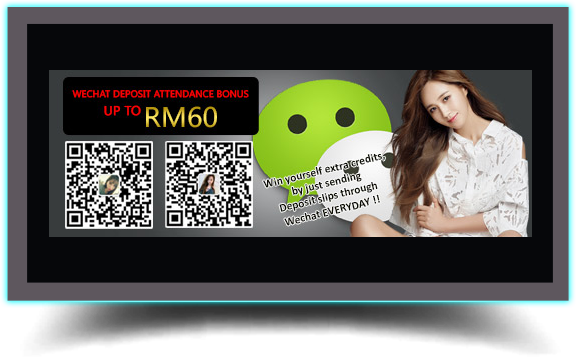 WECHAT DEPOSIT ATTENDANCE BONUS
UP TO RM60
Win yourself extra credits,
by just sending
Deposit slips through
Wechat EVERYDAY !!